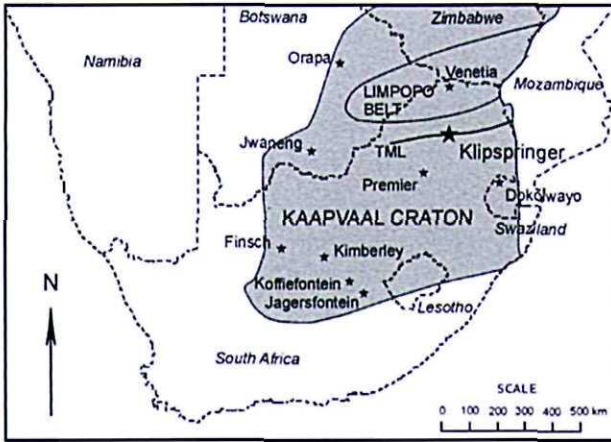 Botswana
Zimbabwe
Namibia
Orapa
Venetia
LIMPOPO
BELT
Mozambique
Jwaneng
TML
Klipspringer
Premier
Dokolwayo
KAAPVAAL CRATON
Swaziland
Finsch
Kimberley
N
Koffiefontein
Jagersfontein
Lesotho
South Africa
SCALE
0 100 200 300 400 500 km